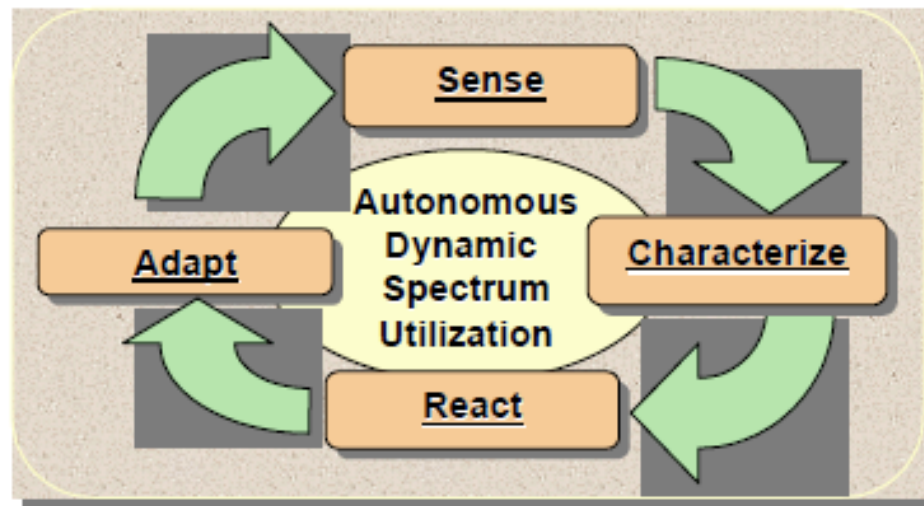 Sense
Autonomous
Dynamic
Spectrum
Utilization
Characterize
Adapt
React